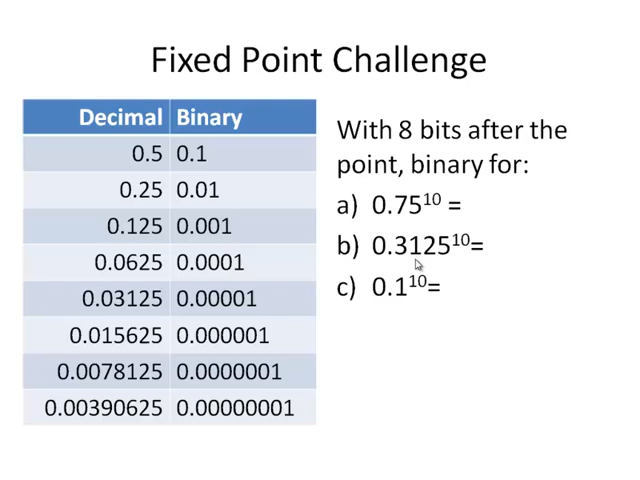 Fixed Point Challenge
Decimal Binary
0.5 0.1
0.25 0.01
0.125 0.001
0.0625 0.0001
0.03125 0.00001
0.015625 0.000001
0.0078125 0.0000001
0.00390625 0.00000001
With 8 bits after the
point, binary for:
a) 0.75¹⁰ =
b) 0.3125¹⁰=
c) 0.1¹⁰=